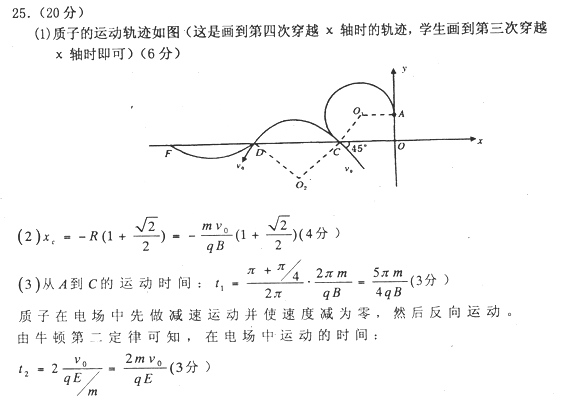 25.(20分)
(1)质子的运动轨迹如图(这是画到第四次穿越 x 轴时的轨迹,学生画到第三次穿越
x 轴时即可)(6分)
y
O₁
A
F
D
C
45°
O
x
v₀
v₀
O₂
(2) x_c = -R(1 + √2/2) = - mv₀/qB (1 + √2/2)(4分)
(3)从A到C的运动时间: t₁ = (π + π/4)/2π · 2πm/qB = 5πm/4qB (3分)
质子在电场中先做减速运动并使速度减为零,然后反向运动。
由牛顿第二定律可知,在电场中运动的时间:
t₂ = 2 v₀/(qE/m) = 2mv₀/qE (3分)